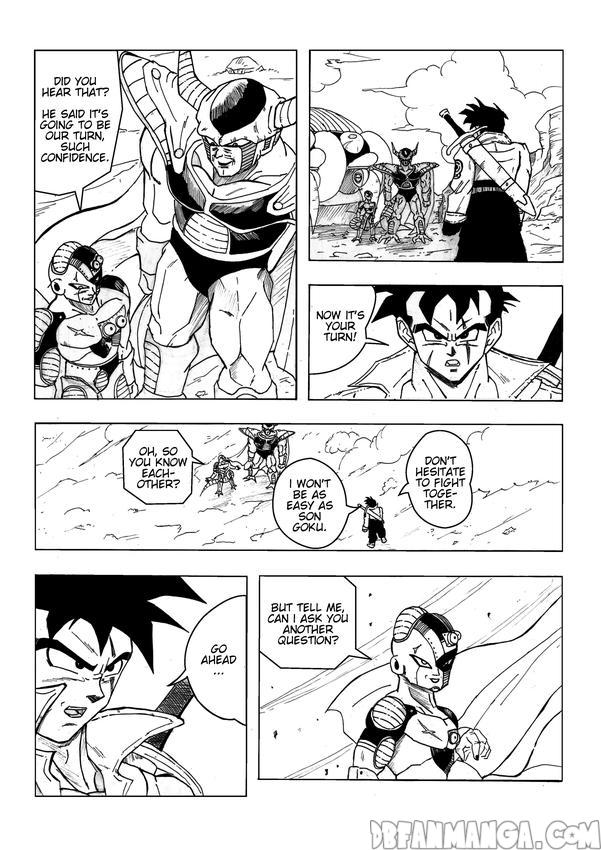 DID YOU
HEAR THAT?
HE SAID IT'S
GOING TO BE
OUR TURN,
SUCH
CONFIDENCE.
NOW IT'S
YOUR
TURN!
OH, SO
YOU KNOW
EACH-
OTHER?
I WON'T
BE AS
EASY AS
SON
GOKU.
DON'T
HESITATE
TO FIGHT
TOGE-
THER.
GO
AHEAD
...
BUT TELL ME,
CAN I ASK YOU
ANOTHER
QUESTION?
DBFANMANGA.COM